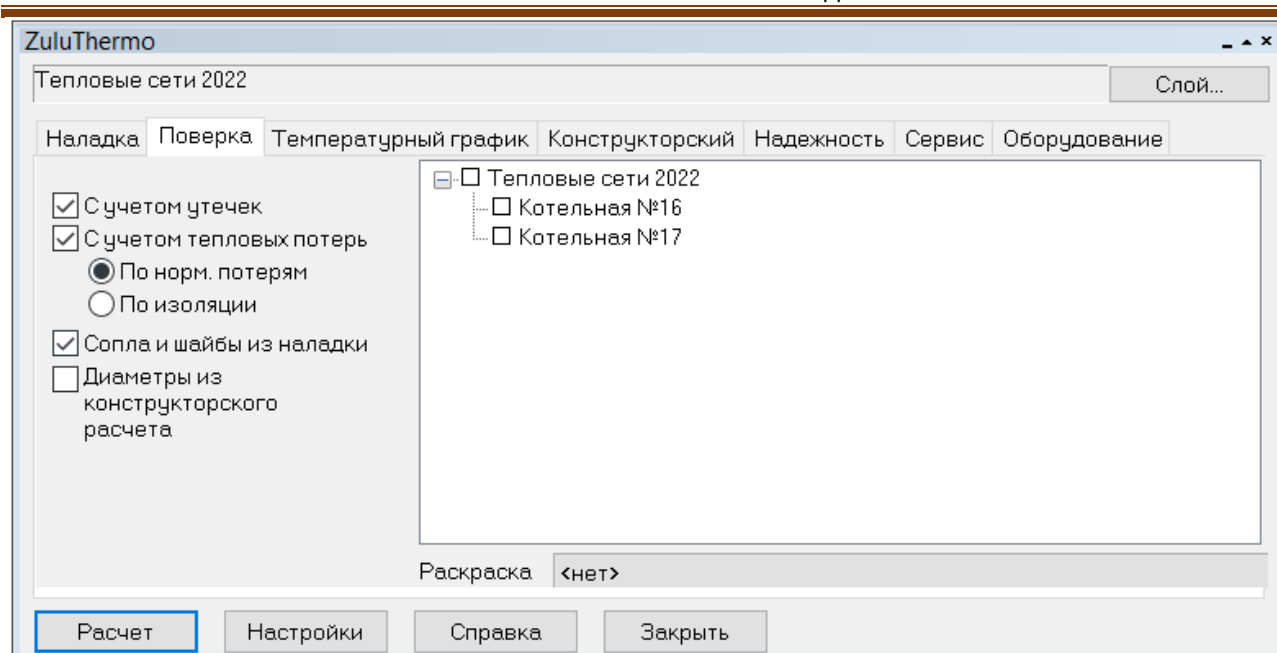 ZuluThermo
Тепловые сети 2022
Слой...
Наладка Поверка Температурный график Конструкторский Надежность Сервис Оборудование
С учетом утечек
С учетом тепловых потерь
По норм. потерям
По изоляции
Сопла и шайбы из наладки
Диаметры из
конструкторского
расчета
Тепловые сети 2022
Котельная №16
Котельная №17
Раскраска <нет>
Расчет Настройки Справка Закрыть